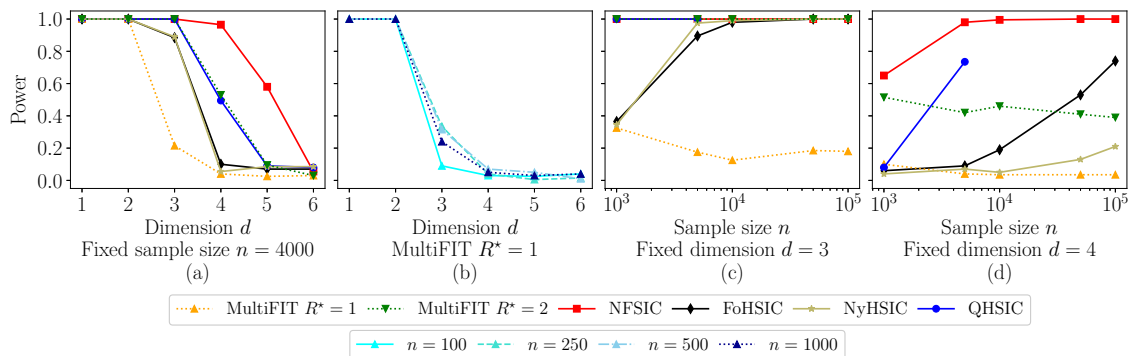 Power
1.0
0.8
0.6
0.4
0.2
0.0
1 2 3 4 5 6
1 2 3 4 5 6
10³ 10⁴ 10⁵
10³ 10⁴ 10⁵
Dimension d
Fixed sample size n = 4000
(a)
Dimension d
MultiFIT R⋆ = 1
(b)
Sample size n
Fixed dimension d = 3
(c)
Sample size n
Fixed dimension d = 4
(d)
MultiFIT R⋆ = 1 MultiFIT R⋆ = 2 NFSIC FoHSIC NyHSIC QHSIC
n = 100 n = 250 n = 500 n = 1000